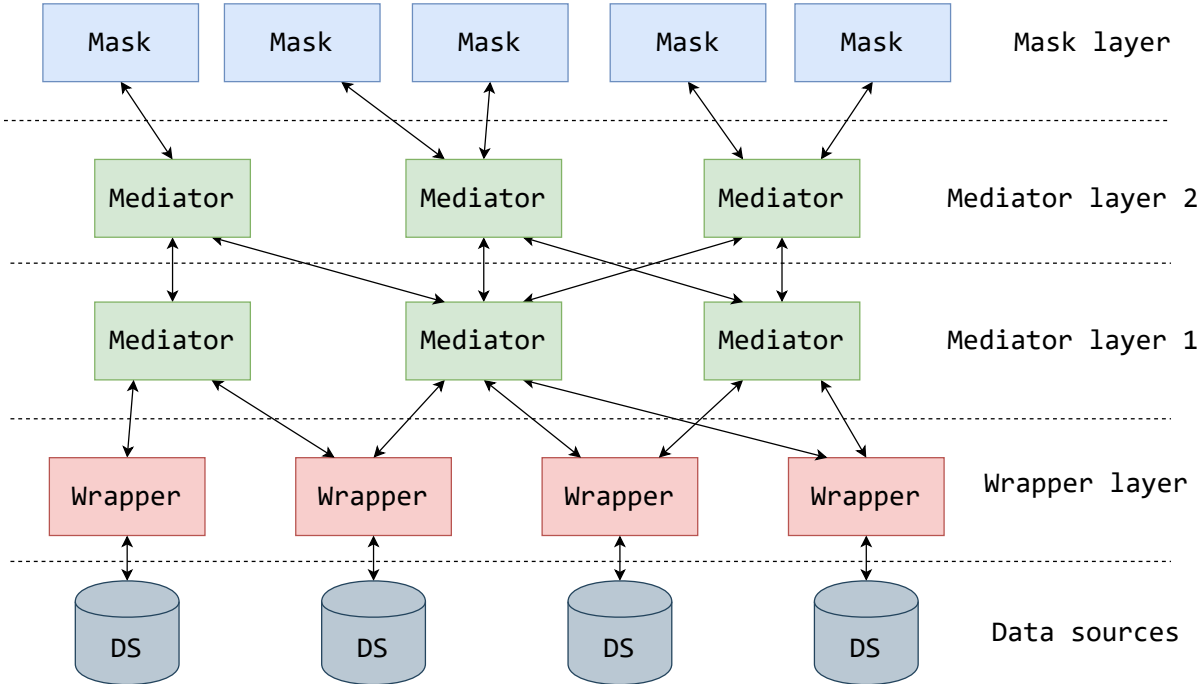 Mask Mask Mask Mask Mask Mask layer
Mediator Mediator Mediator Mediator layer 2
Mediator Mediator Mediator Mediator layer 1
Wrapper Wrapper Wrapper Wrapper Wrapper layer
DS DS DS DS Data sources